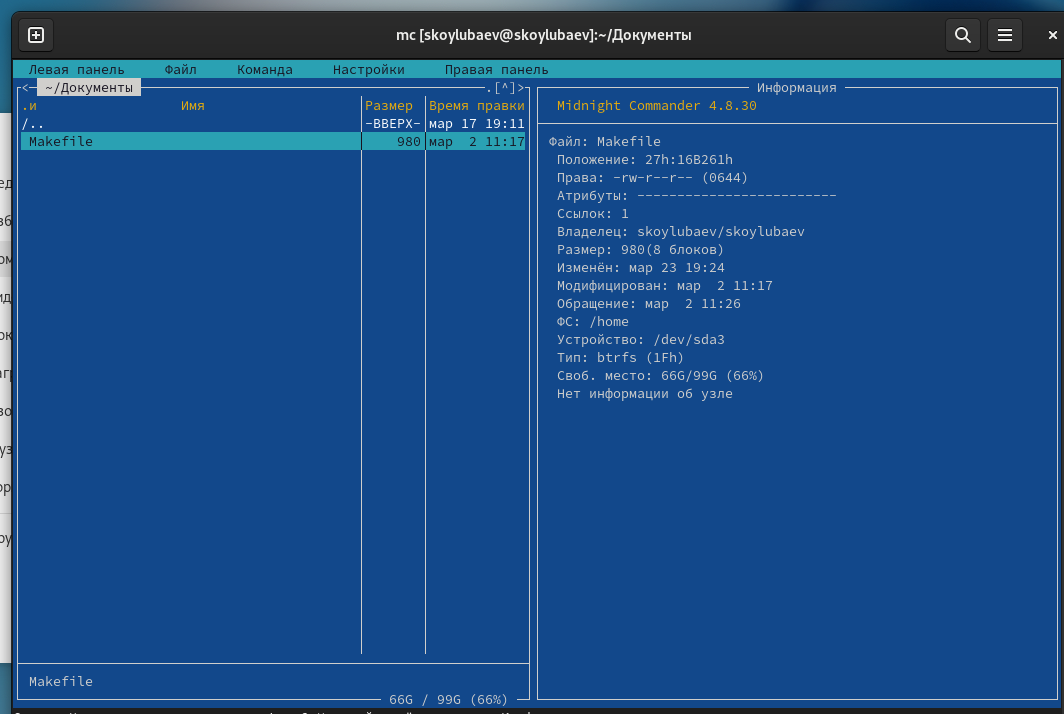 mc [skoylubaev@skoylubaev]:~/Документы
Левая панель Файл Команда Настройки Правая панель
<- ~/Документы .[^]>
.и Имя Размер Время правки
/.. -ВВЕРХ- мар 17 19:11
Makefile 980 мар 2 11:17
Makefile
66G / 99G (66%)
Информация
Midnight Commander 4.8.30
Файл: Makefile
Положение: 27h:16B261h
Права: -rw-r--r-- (0644)
Атрибуты: -------------------------
Ссылок: 1
Владелец: skoylubaev/skoylubaev
Размер: 980(8 блоков)
Изменён: мар 23 19:24
Модифицирован: мар 2 11:17
Обращение: мар 2 11:26
ФС: /home
Устройство: /dev/sda3
Тип: btrfs (1Fh)
Своб. место: 66G/99G (66%)
Нет информации об узле